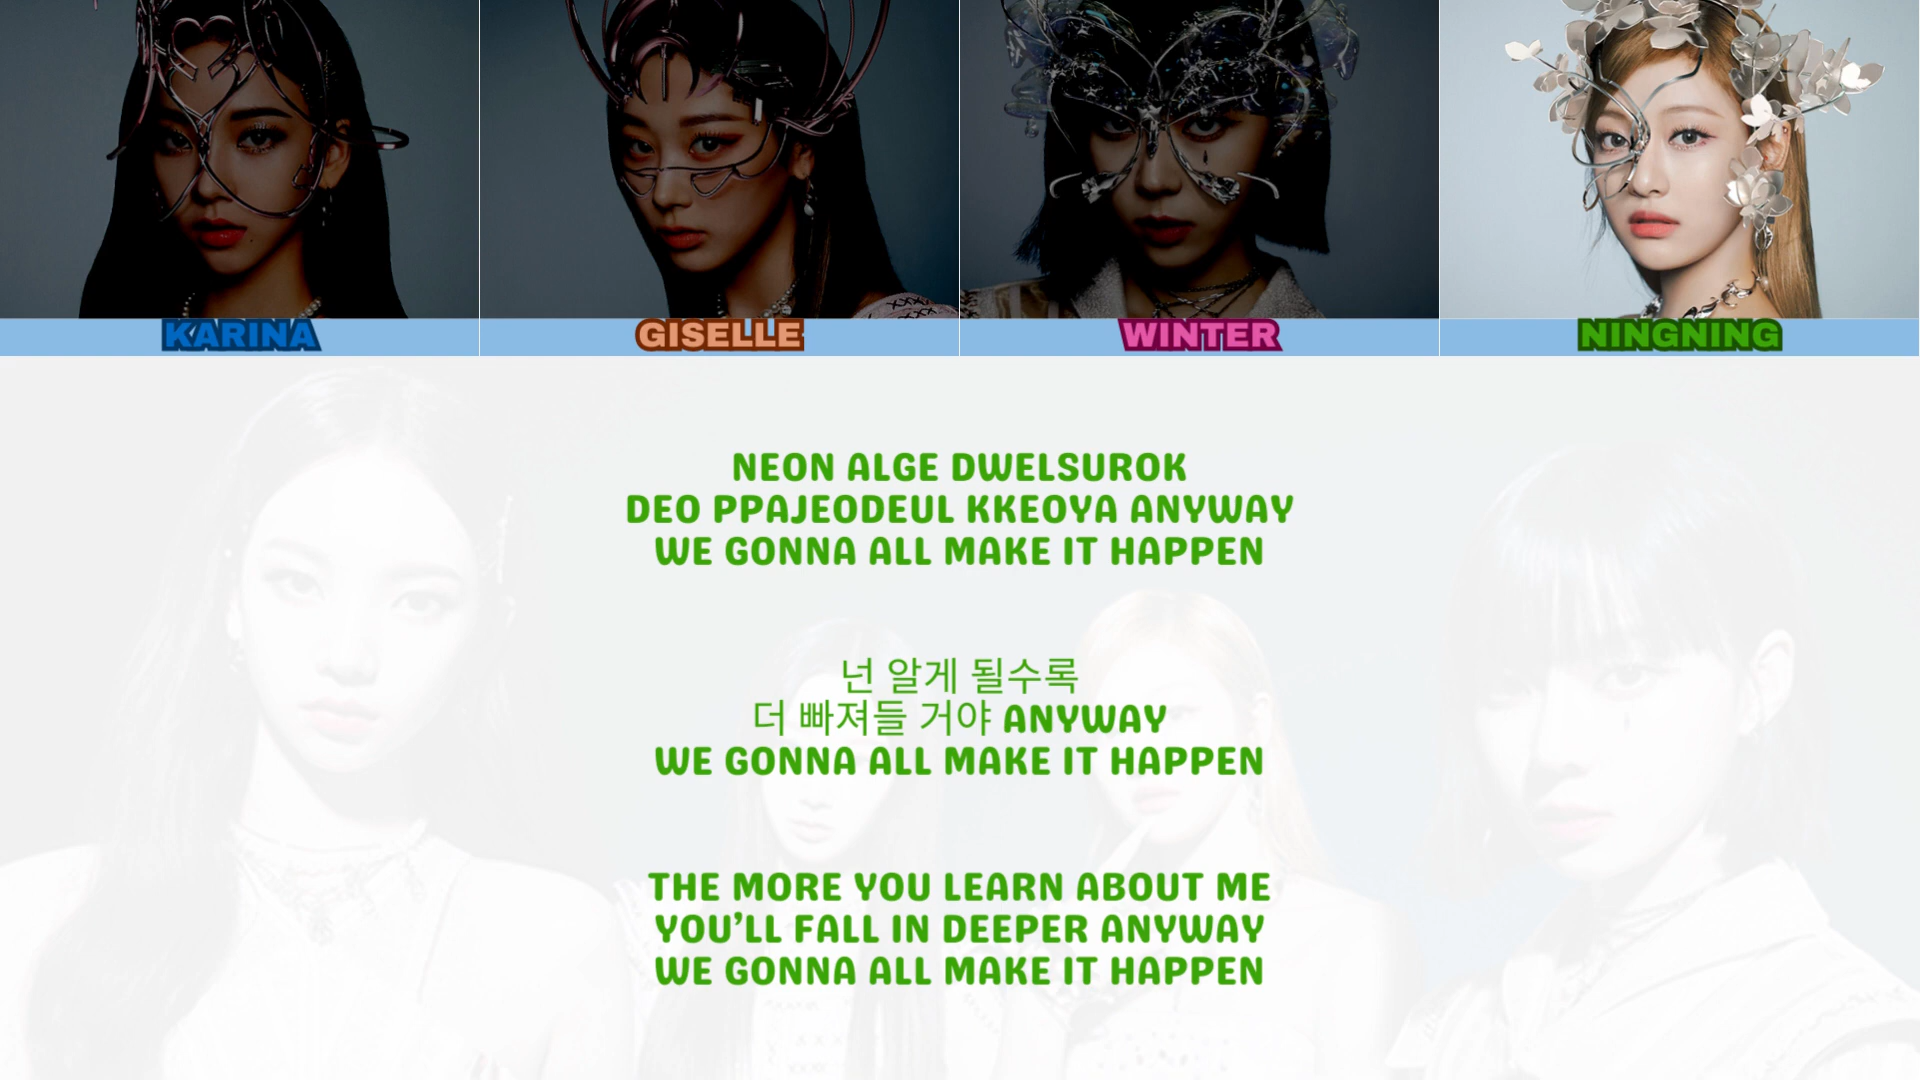 KARINA
GISELLE
WINTER
NINGNING
NEON ALGE DWELSUROK
DEO PPAJEODEUL KKEOYA ANYWAY
WE GONNA ALL MAKE IT HAPPEN
넌 알게 될수록
더 빠져들 거야 ANYWAY
WE GONNA ALL MAKE IT HAPPEN
THE MORE YOU LEARN ABOUT ME
YOU’LL FALL IN DEEPER ANYWAY
WE GONNA ALL MAKE IT HAPPEN